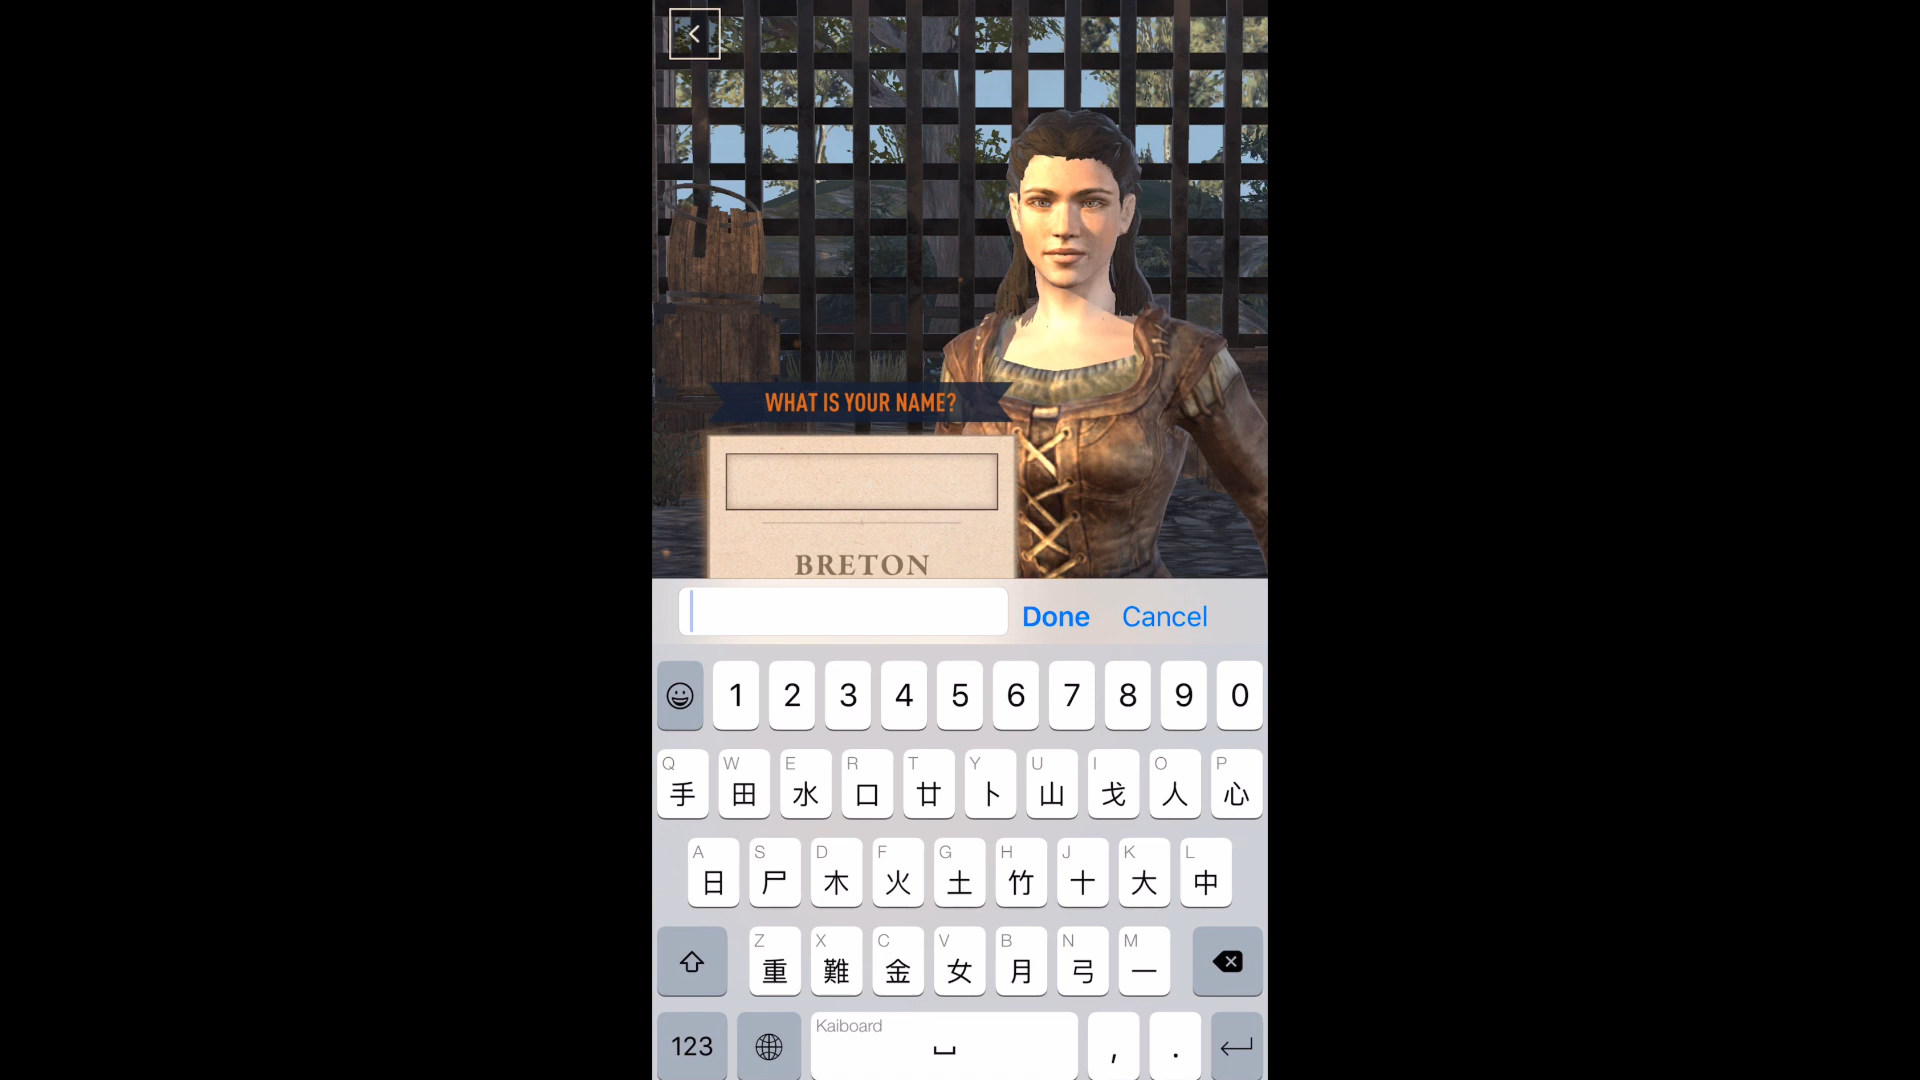 WHAT IS YOUR NAME?
BRETON
Done Cancel
1 2 3 4 5 6 7 8 9 0
Q W E R T Y U I O P
手 田 水 口 廿 卜 山 戈 人 心
A S D F G H J K L
日 尸 木 火 土 竹 十 大 中
Z X C V B N M
重 難 金 女 月 弓 一
Kaiboard
123 , .